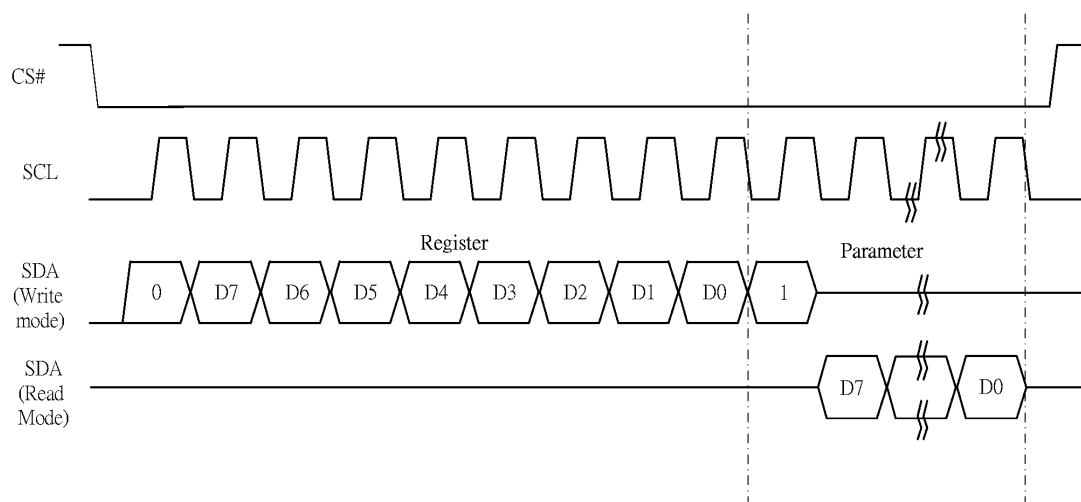 CS#
SCL
Register
Parameter
SDA
(Write
mode)
0 D7 D6 D5 D4 D3 D2 D1 D0 1
SDA
(Read
Mode)
D7 D0